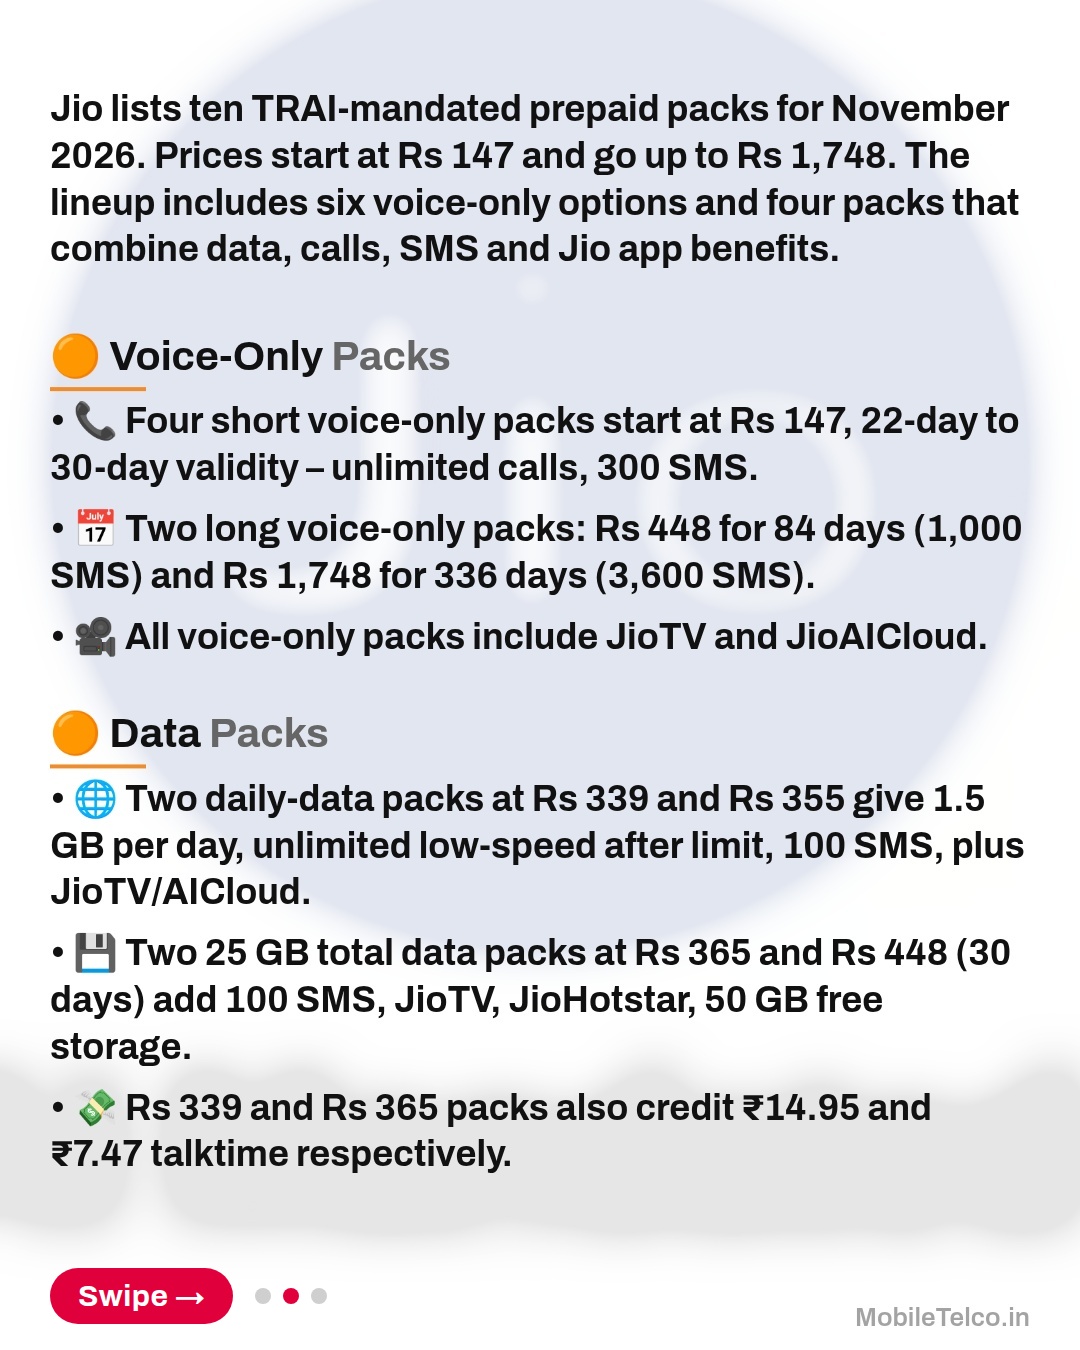 Jio lists ten TRAI-mandated prepaid packs for November
2026. Prices start at Rs 147 and go up to Rs 1,748. The
lineup includes six voice-only options and four packs that
combine data, calls, SMS and Jio app benefits.
🟠 Voice-Only Packs
• 📞 Four short voice-only packs start at Rs 147, 22-day to
30-day validity – unlimited calls, 300 SMS.
• 📅 Two long voice-only packs: Rs 448 for 84 days (1,000
SMS) and Rs 1,748 for 336 days (3,600 SMS).
• 🎥 All voice-only packs include JioTV and JioAICloud.
🟠 Data Packs
• 🌐 Two daily-data packs at Rs 339 and Rs 355 give 1.5
GB per day, unlimited low-speed after limit, 100 SMS, plus
JioTV/AICloud.
• 💾 Two 25 GB total data packs at Rs 365 and Rs 448 (30
days) add 100 SMS, JioTV, JioHotstar, 50 GB free
storage.
• 💸 Rs 339 and Rs 365 packs also credit ₹14.95 and
₹7.47 talktime respectively.
Swipe →
MobileTelco.in
Jio